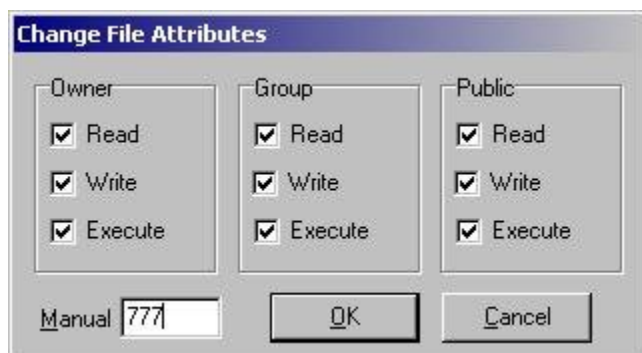 Change File Attributes
Owner Group Public
Read Read Read
Write Write Write
Execute Execute Execute
Manual 777 OK Cancel